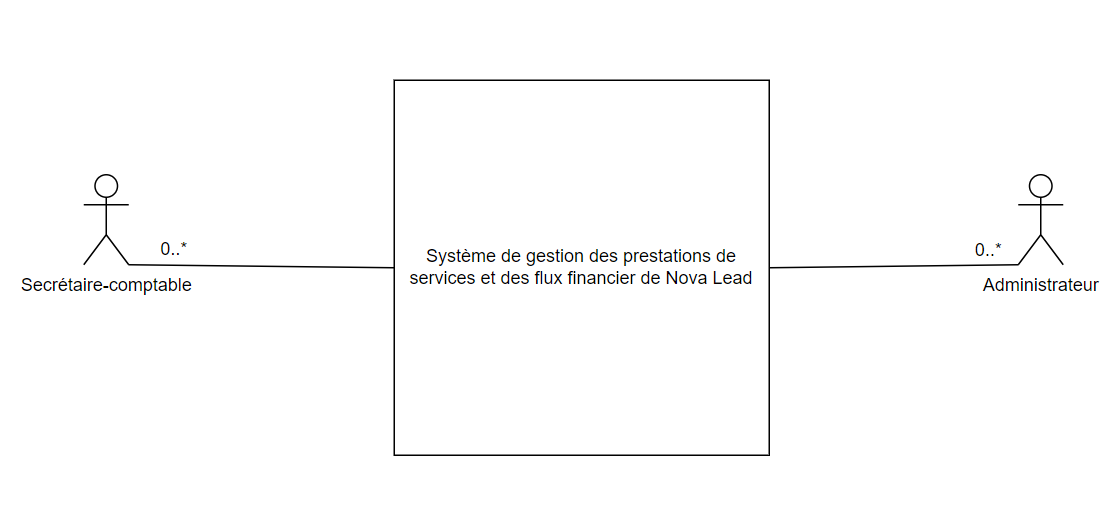 Système de gestion des prestations de
services et des flux financier de Nova Lead
0..*
Secrétaire-comptable
0..*
Administrateur